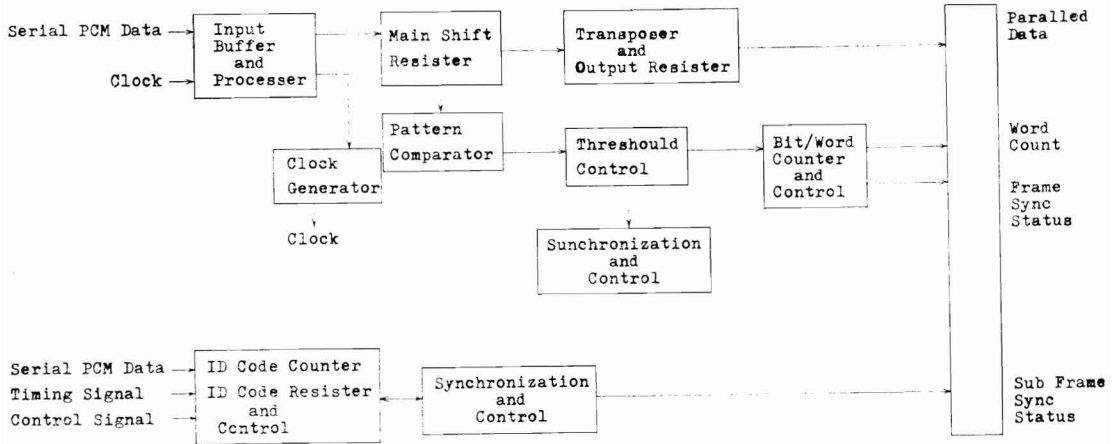 Serial PCM Data
Clock
Input
Buffer
and
Processer
Main Shift
Resister
Transposer
and
Output Resister
Paralled
Data
Clock
Generator
Clock
Pattern
Comparator
Threshould
Control
Bit/Word
Counter
and
Control
Word
Count
Frame
Sync
Status
Sunchronization
and
Control
Serial PCM Data
Timing Signal
Control Signal
ID Code Counter
ID Code Resister
and
Control
Synchronization
and
Control
Sub Frame
Sync
Status